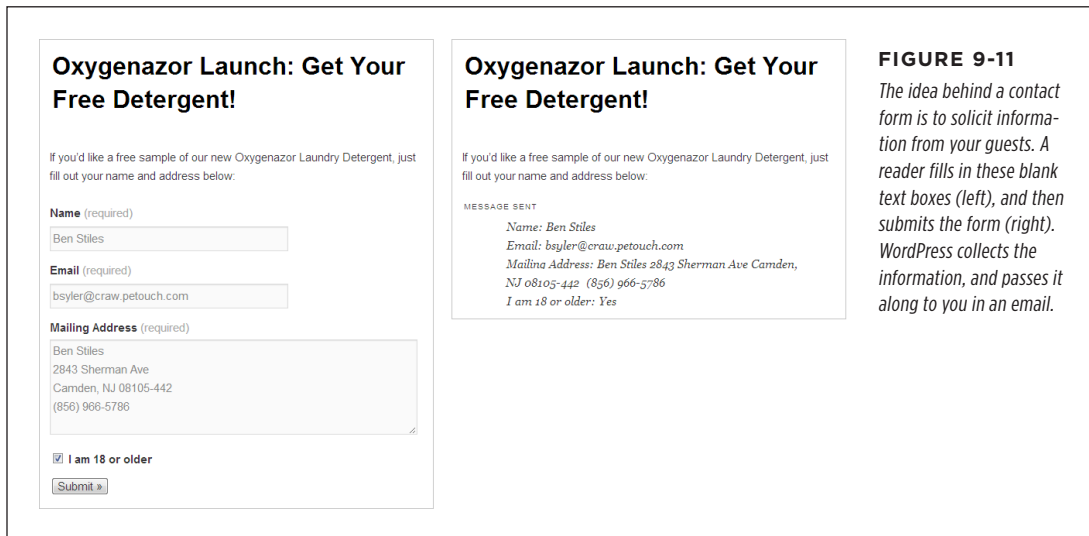 Oxygenazor Launch: Get Your
Free Detergent!
If you'd like a free sample of our new Oxygenazor Laundry Detergent, just
fill out your name and address below:
Name (required)
Ben Stiles
Email (required)
bsyler@craw.petouch.com
Mailing Address (required)
Ben Stiles
2843 Sherman Ave
Camden, NJ 08105-442
(856) 966-5786
I am 18 or older
Submit »
Oxygenazor Launch: Get Your
Free Detergent!
If you'd like a free sample of our new Oxygenazor Laundry Detergent, just
fill out your name and address below:
MESSAGE SENT
Name: Ben Stiles
Email: bsyler@craw.petouch.com
Mailing Address: Ben Stiles 2843 Sherman Ave Camden,
NJ 08105-442 (856) 966-5786
I am 18 or older: Yes
FIGURE 9-11
The idea behind a contact
form is to solicit informa-
tion from your guests. A
reader fills in these blank
text boxes (left), and then
submits the form (right).
WordPress collects the
information, and passes it
along to you in an email.